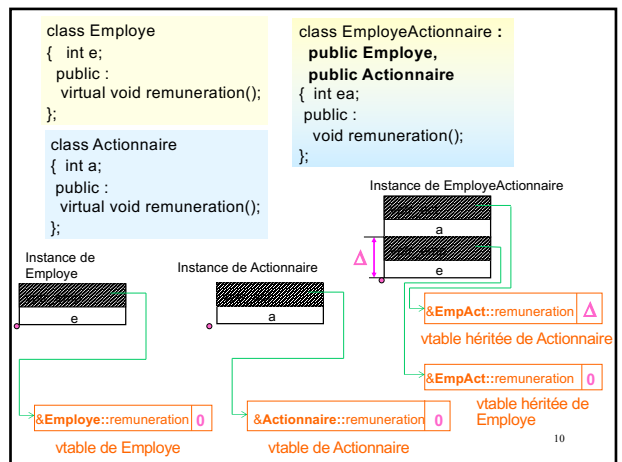 class Employe
{ int e;
public :
virtual void remuneration();
};
class Actionnaire
{ int a;
public :
virtual void remuneration();
};
class EmployeActionnaire :
public Employe,
public Actionnaire
{ int ea;
public :
void remuneration();
};
Instance de EmployeActionnaire
vptr_act
a
vptr_emp
e
Δ
Instance de
Employe
vptr_emp
e
Instance de Actionnaire
a
&EmpAct::remuneration Δ
vtable héritée de Actionnaire
&EmpAct::remuneration 0
vtable héritée de
Employe
&Employe::remuneration 0
vtable de Employe
&Actionnaire::remuneration 0
vtable de Actionnaire
10